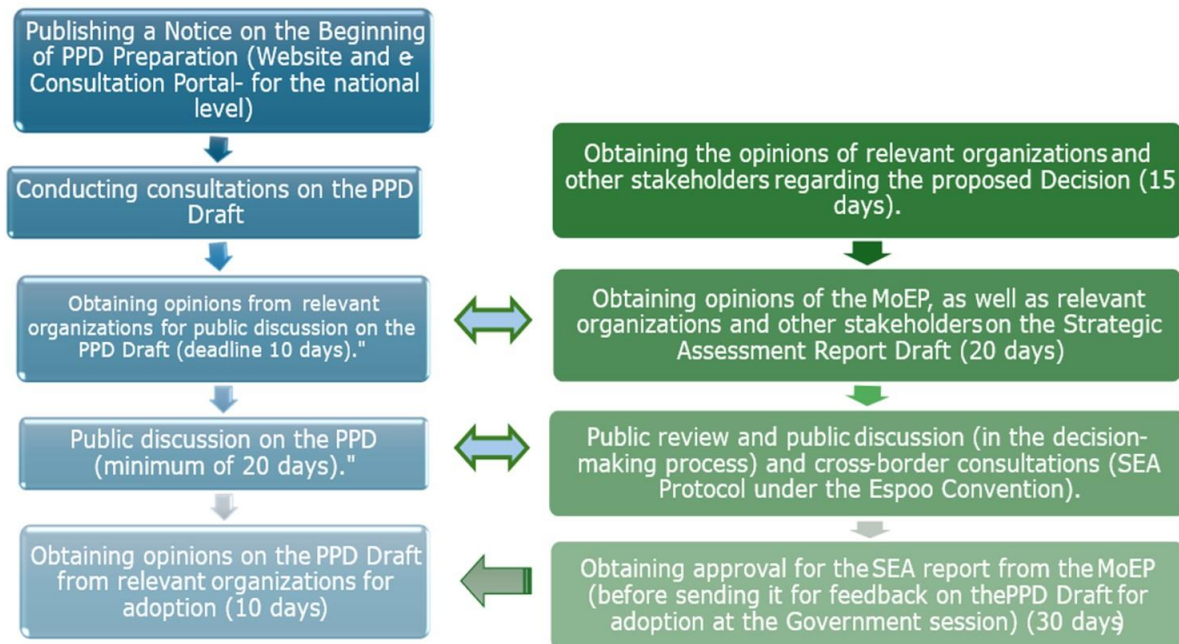 Publishing a Notice on the Beginning
of PPD Preparation (Website and e-
Consultation Portal- for the national
level)
Conducting consultations on the PPD
Draft
Obtaining opinions from relevant
organizations for public discussion on the
PPD Draft (deadline 10 days)."
Public discussion on the PPD
(minimum of 20 days)."
Obtaining opinions on the PPD Draft
from relevant organizations for
adoption (10 days)
Obtaining the opinions of relevant organizations and
other stakeholders regarding the proposed Decision (15
days).
Obtaining opinions of the MoEP, as well as relevant
organizations and other stakeholders on the Strategic
Assessment Report Draft (20 days)
Public review and public discussion (in the decision-
making process) and cross-border consultations (SEA
Protocol under the Espoo Convention).
Obtaining approval for the SEA report from the MoEP
(before sending it for feedback on thePPD Draft for
adoption at the Government session) (30 days)